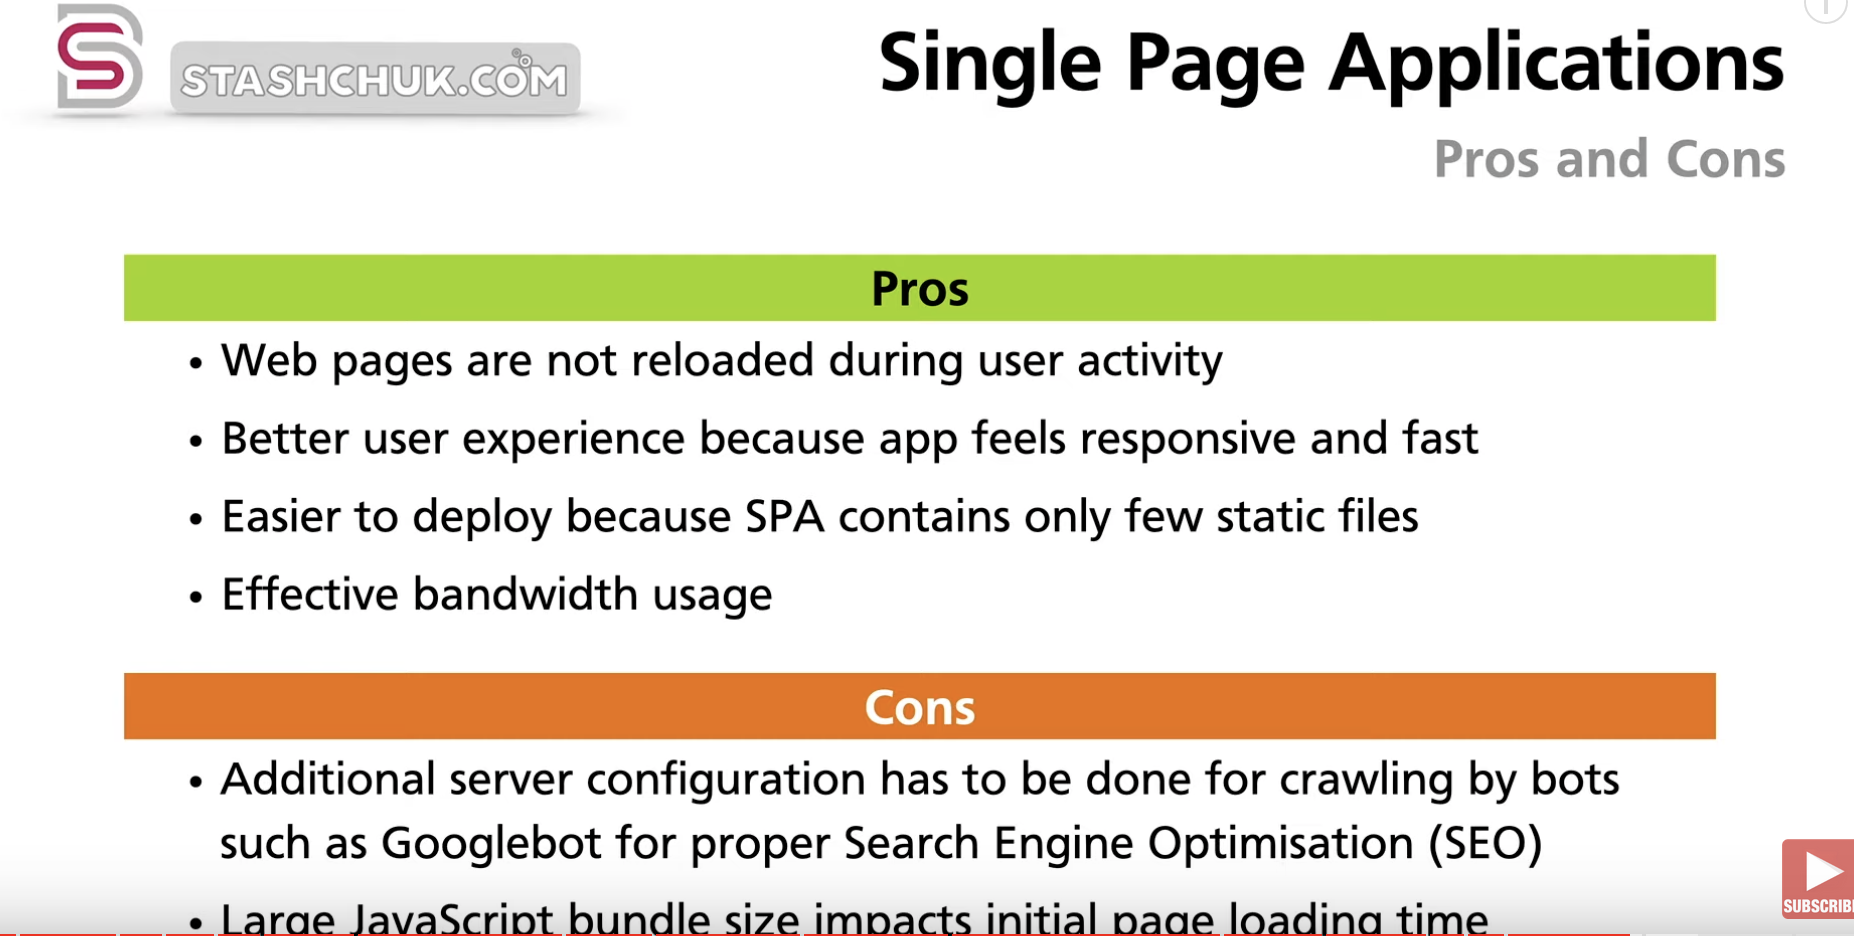 STASHCHUK.COM
Single Page Applications
Pros and Cons
Pros
• Web pages are not reloaded during user activity
• Better user experience because app feels responsive and fast
• Easier to deploy because SPA contains only few static files
• Effective bandwidth usage
Cons
• Additional server configuration has to be done for crawling by bots
such as Googlebot for proper Search Engine Optimisation (SEO)
• Large JavaScript bundle size impacts initial page loading time
SUBSCRIBE